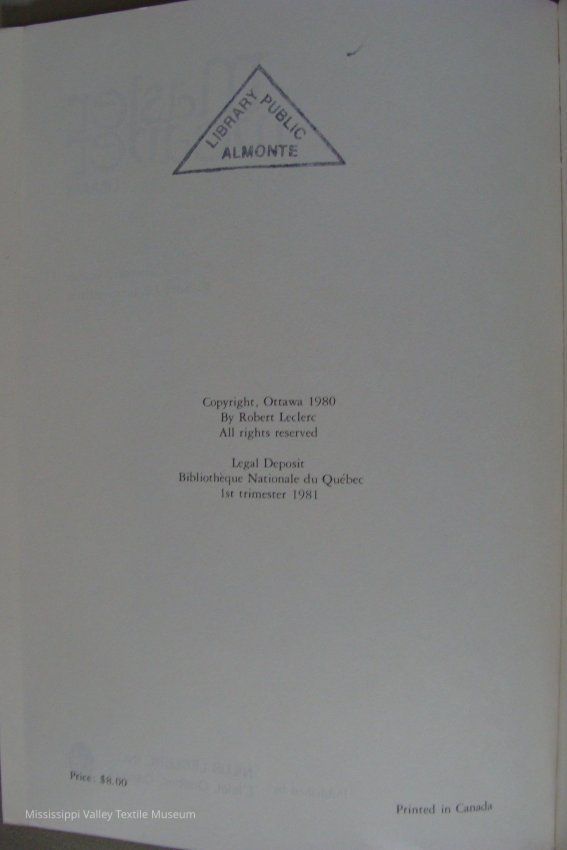 LIBRARY PUBLIC
ALMONTE
Copyright, Ottawa 1980
By Robert Leclerc
All rights reserved
Legal Deposit
Bibliothèque Nationale du Québec
1st trimester 1981
Price: $8.00
Printed in Canada
Mississippi Valley Textile Museum